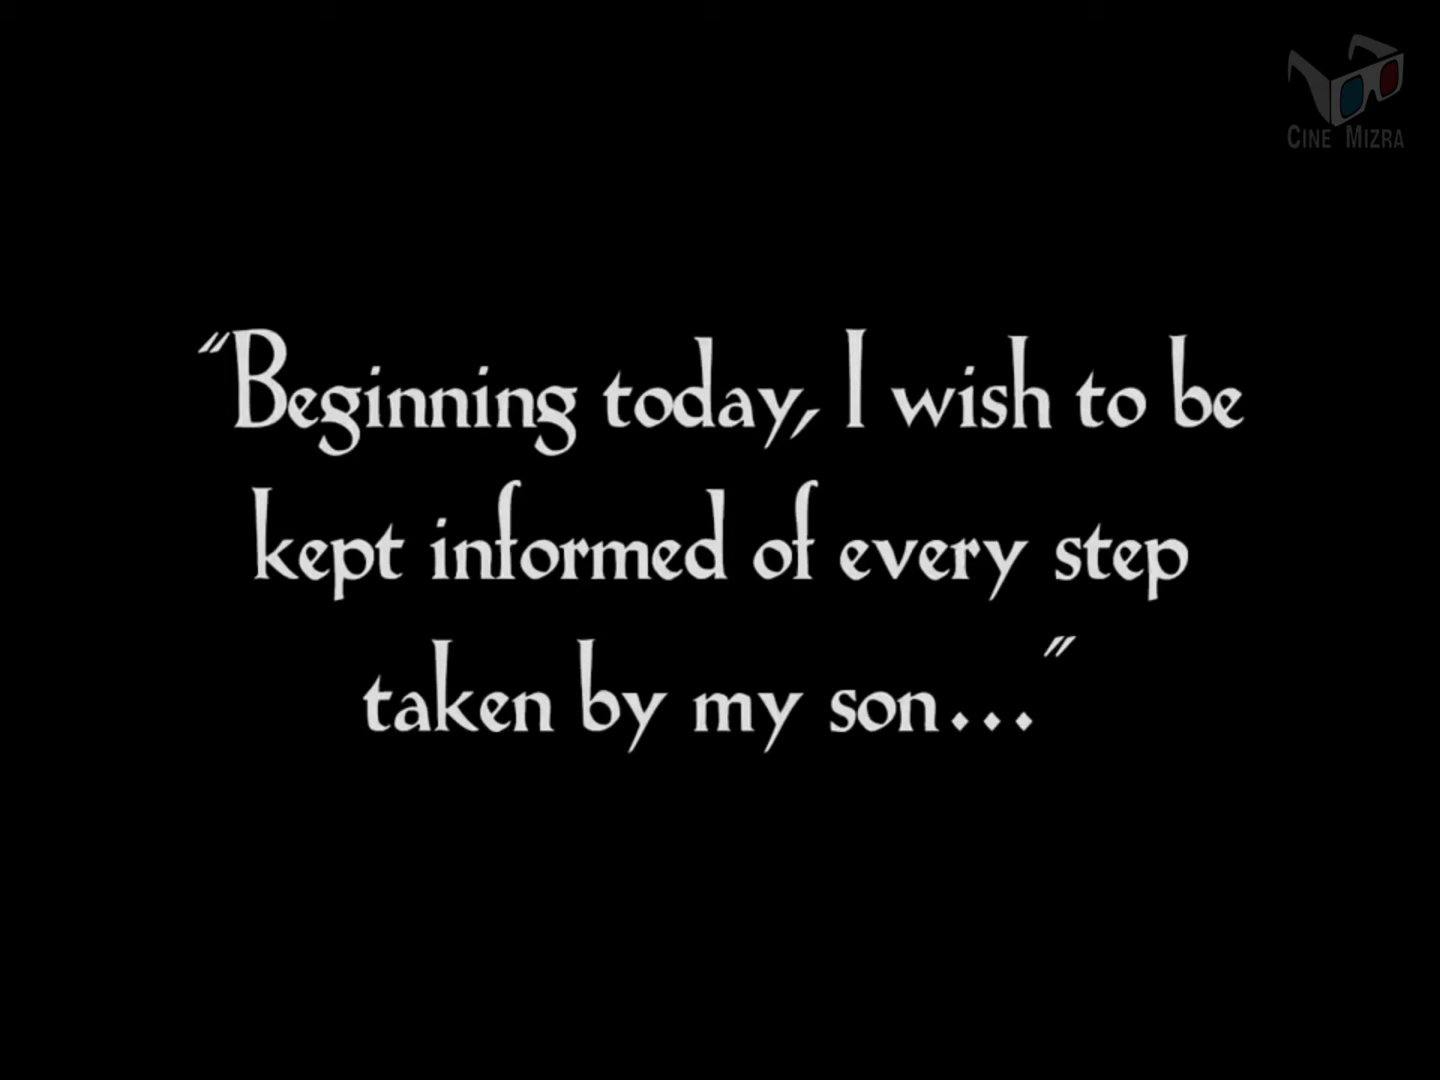 CINE MIZRA
"Beginning today, I wish to be
kept informed of every step
taken by my son..."